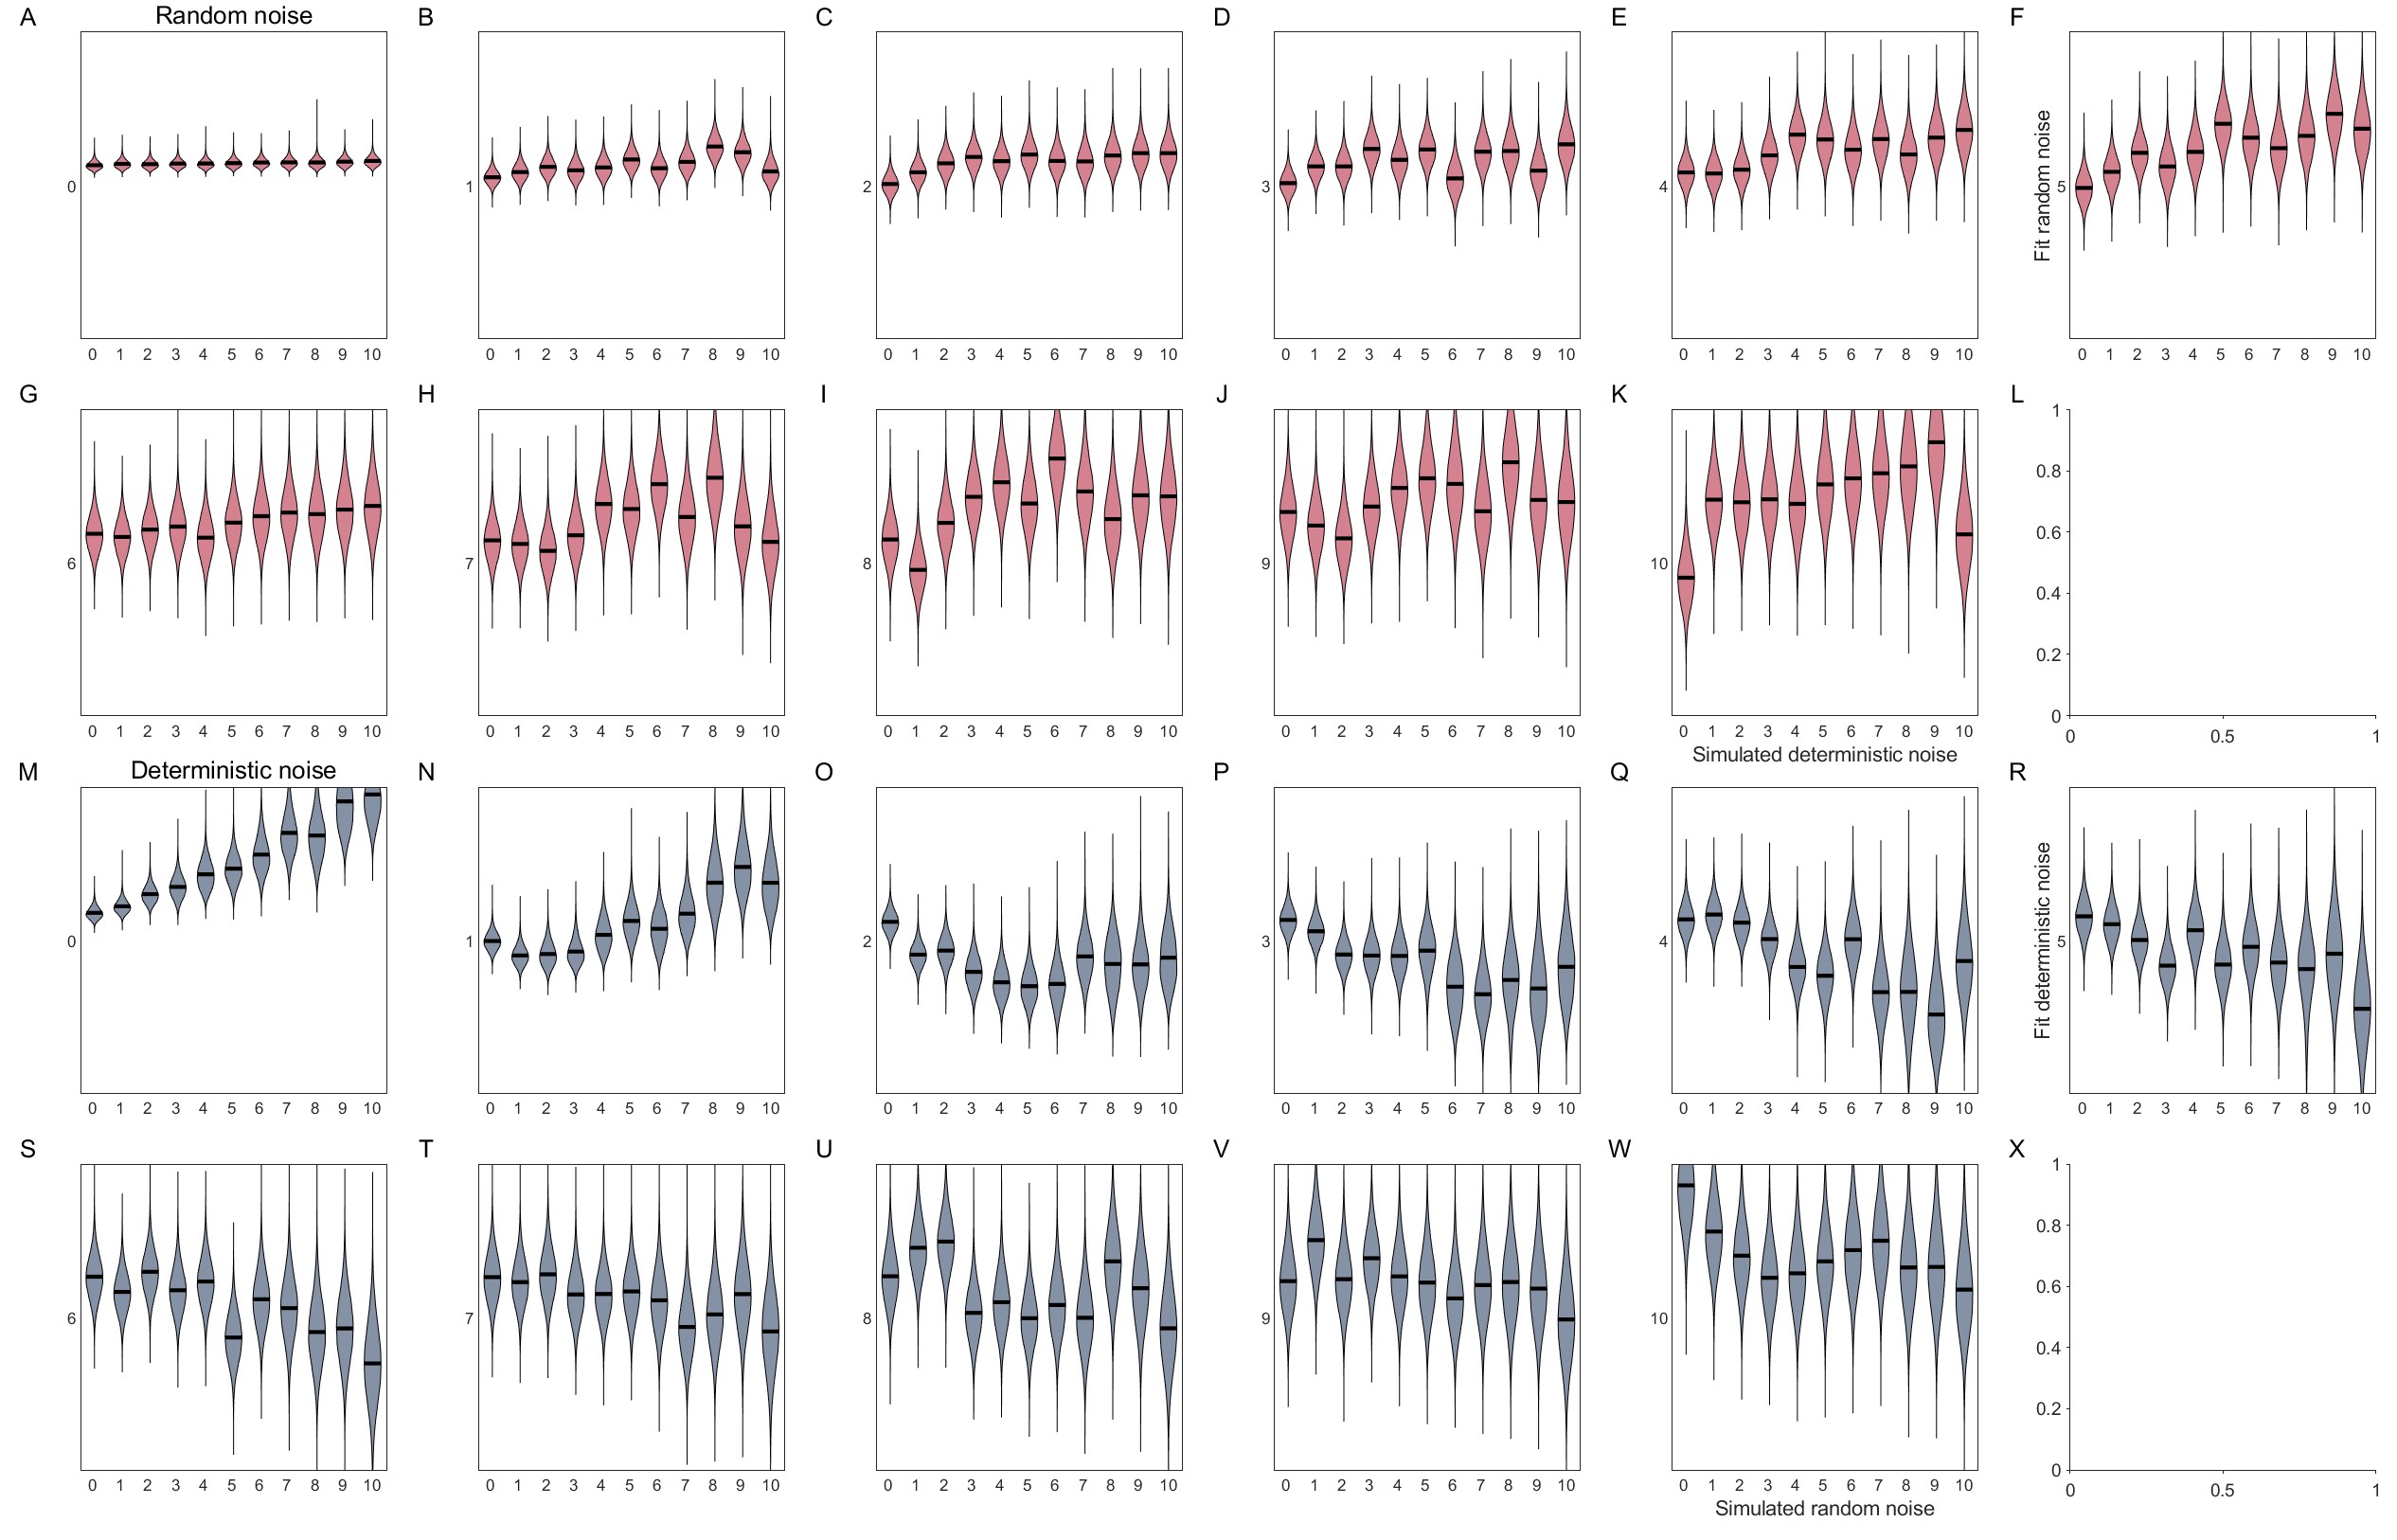 A Random noise B C D E F
0 1 2 3 4 5 Fit random noise
0 1 2 3 4 5 6 7 8 9 10 0 1 2 3 4 5 6 7 8 9 10 0 1 2 3 4 5 6 7 8 9 10 0 1 2 3 4 5 6 7 8 9 10 0 1 2 3 4 5 6 7 8 9 10 0 1 2 3 4 5 6 7 8 9 10
G H I J K L
1
0.8
0.6
6 7 8 9 10
0.4
0.2
0
0 1 2 3 4 5 6 7 8 9 10 0 1 2 3 4 5 6 7 8 9 10 0 1 2 3 4 5 6 7 8 9 10 0 1 2 3 4 5 6 7 8 9 10 0 1 2 3 4 5 6 7 8 9 10 0 0.5 1
Simulated deterministic noise
M Deterministic noise N O P Q R
0 1 2 3 4 5 Fit deterministic noise
0 1 2 3 4 5 6 7 8 9 10 0 1 2 3 4 5 6 7 8 9 10 0 1 2 3 4 5 6 7 8 9 10 0 1 2 3 4 5 6 7 8 9 10 0 1 2 3 4 5 6 7 8 9 10 0 1 2 3 4 5 6 7 8 9 10
S T U V W X
1
0.8
0.6
6 7 8 9 10
0.4
0.2
0
0 1 2 3 4 5 6 7 8 9 10 0 1 2 3 4 5 6 7 8 9 10 0 1 2 3 4 5 6 7 8 9 10 0 1 2 3 4 5 6 7 8 9 10 0 1 2 3 4 5 6 7 8 9 10 0 0.5 1
Simulated random noise